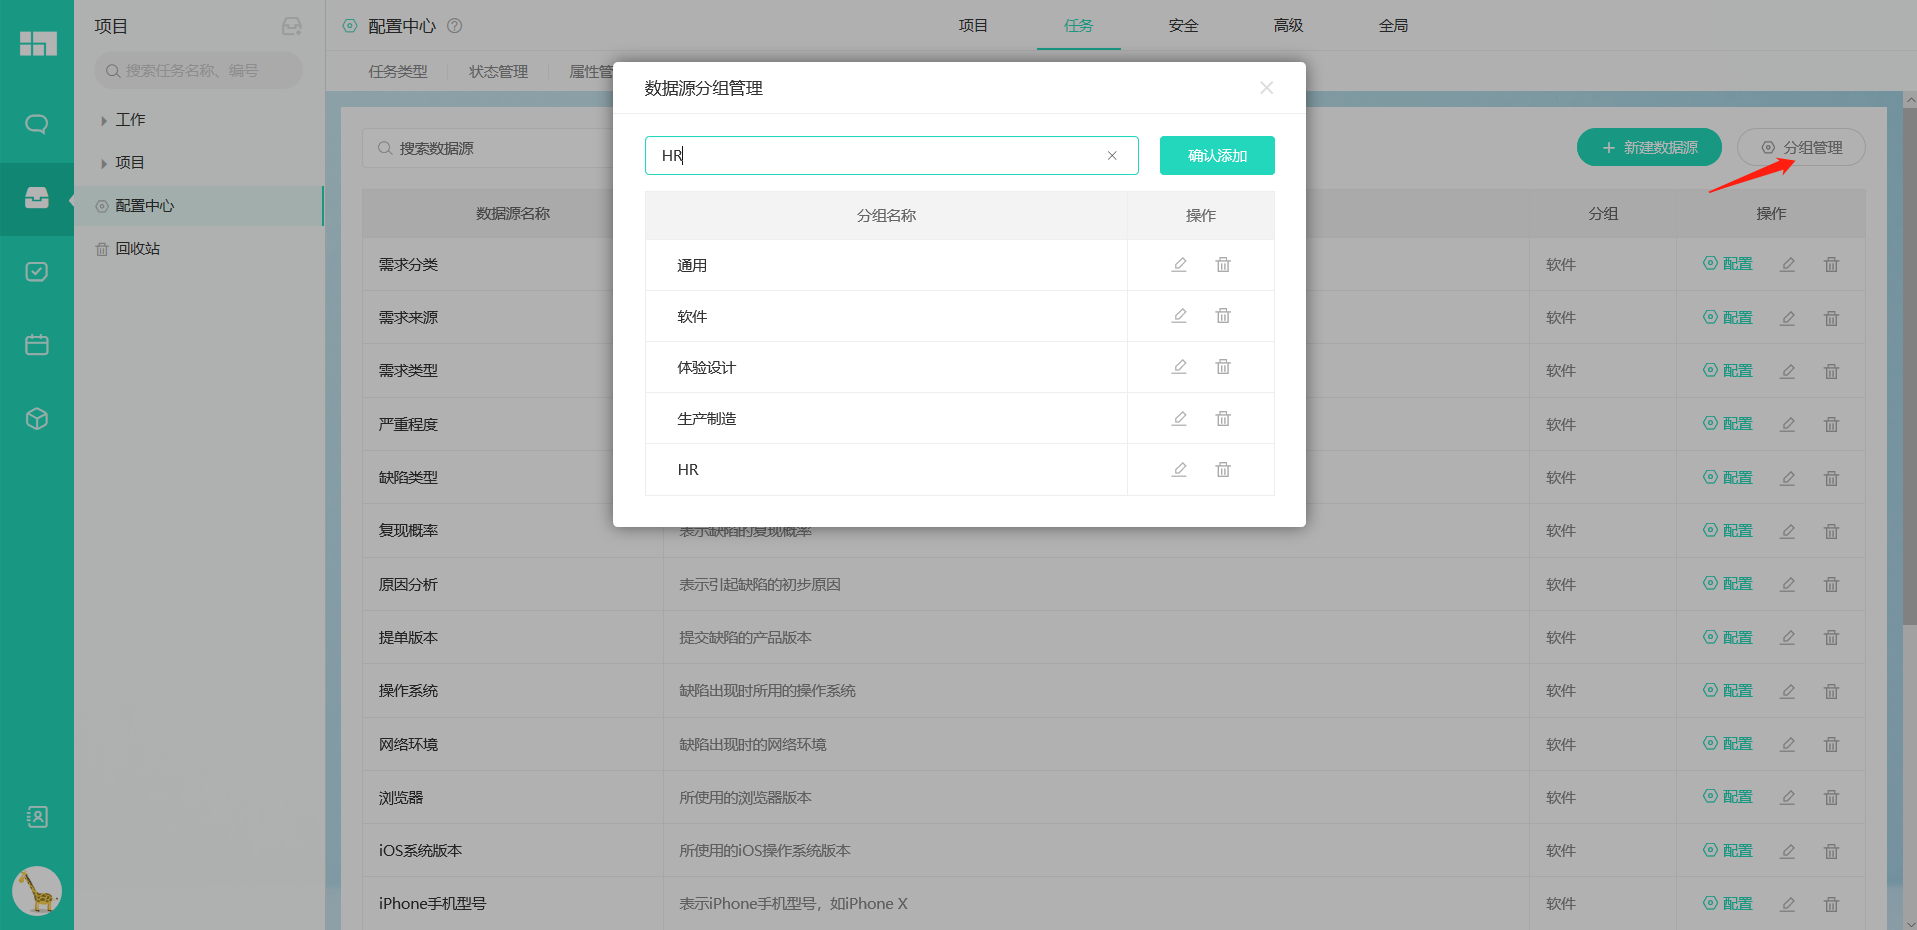 项目
搜索任务名称、编号
工作
项目
配置中心
回收站
配置中心
项目
任务
安全
高级
全局
任务类型
状态管理
属性管
搜索数据源
新建数据源
分组管理
数据源分组管理
HR
确认添加
分组名称
操作
通用
软件
体验设计
生产制造
HR
数据源名称
分组
操作
需求分类
软件
配置
需求来源
软件
配置
需求类型
软件
配置
严重程度
软件
配置
缺陷类型
软件
配置
复现概率
表示缺陷的复现概率
软件
配置
原因分析
表示引起缺陷的初步原因
软件
配置
提单版本
提交缺陷的产品版本
软件
配置
操作系统
缺陷出现时所用的操作系统
软件
配置
网络环境
缺陷出现时的网络环境
软件
配置
浏览器
所使用的浏览器版本
软件
配置
iOS系统版本
所使用的iOS操作系统版本
软件
配置
iPhone手机型号
表示iPhone手机型号，如iPhone X
软件
配置